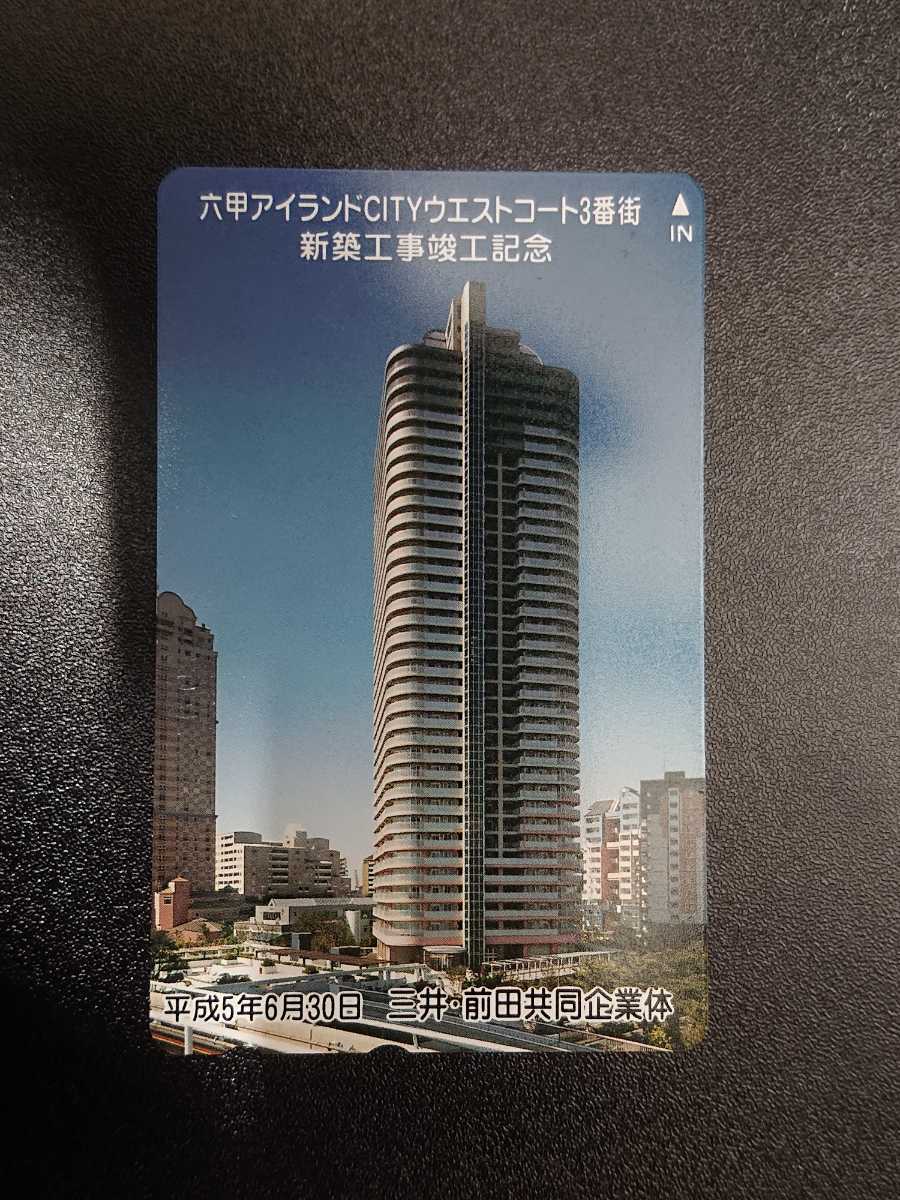 六甲アイランドCITYウエストコート3番街
▲
IN
新築工事竣工記念
平成5年6月30日 三井・前田共同企業体